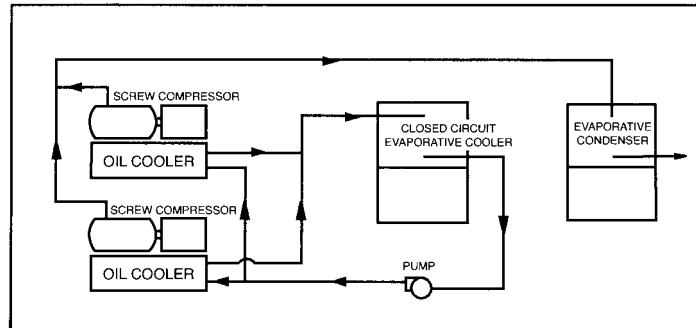 SCREW COMPRESSOR
OIL COOLER
SCREW COMPRESSOR
OIL COOLER
CLOSED CIRCUIT
EVAPORATIVE COOLER
PUMP
EVAPORATIVE
CONDENSER